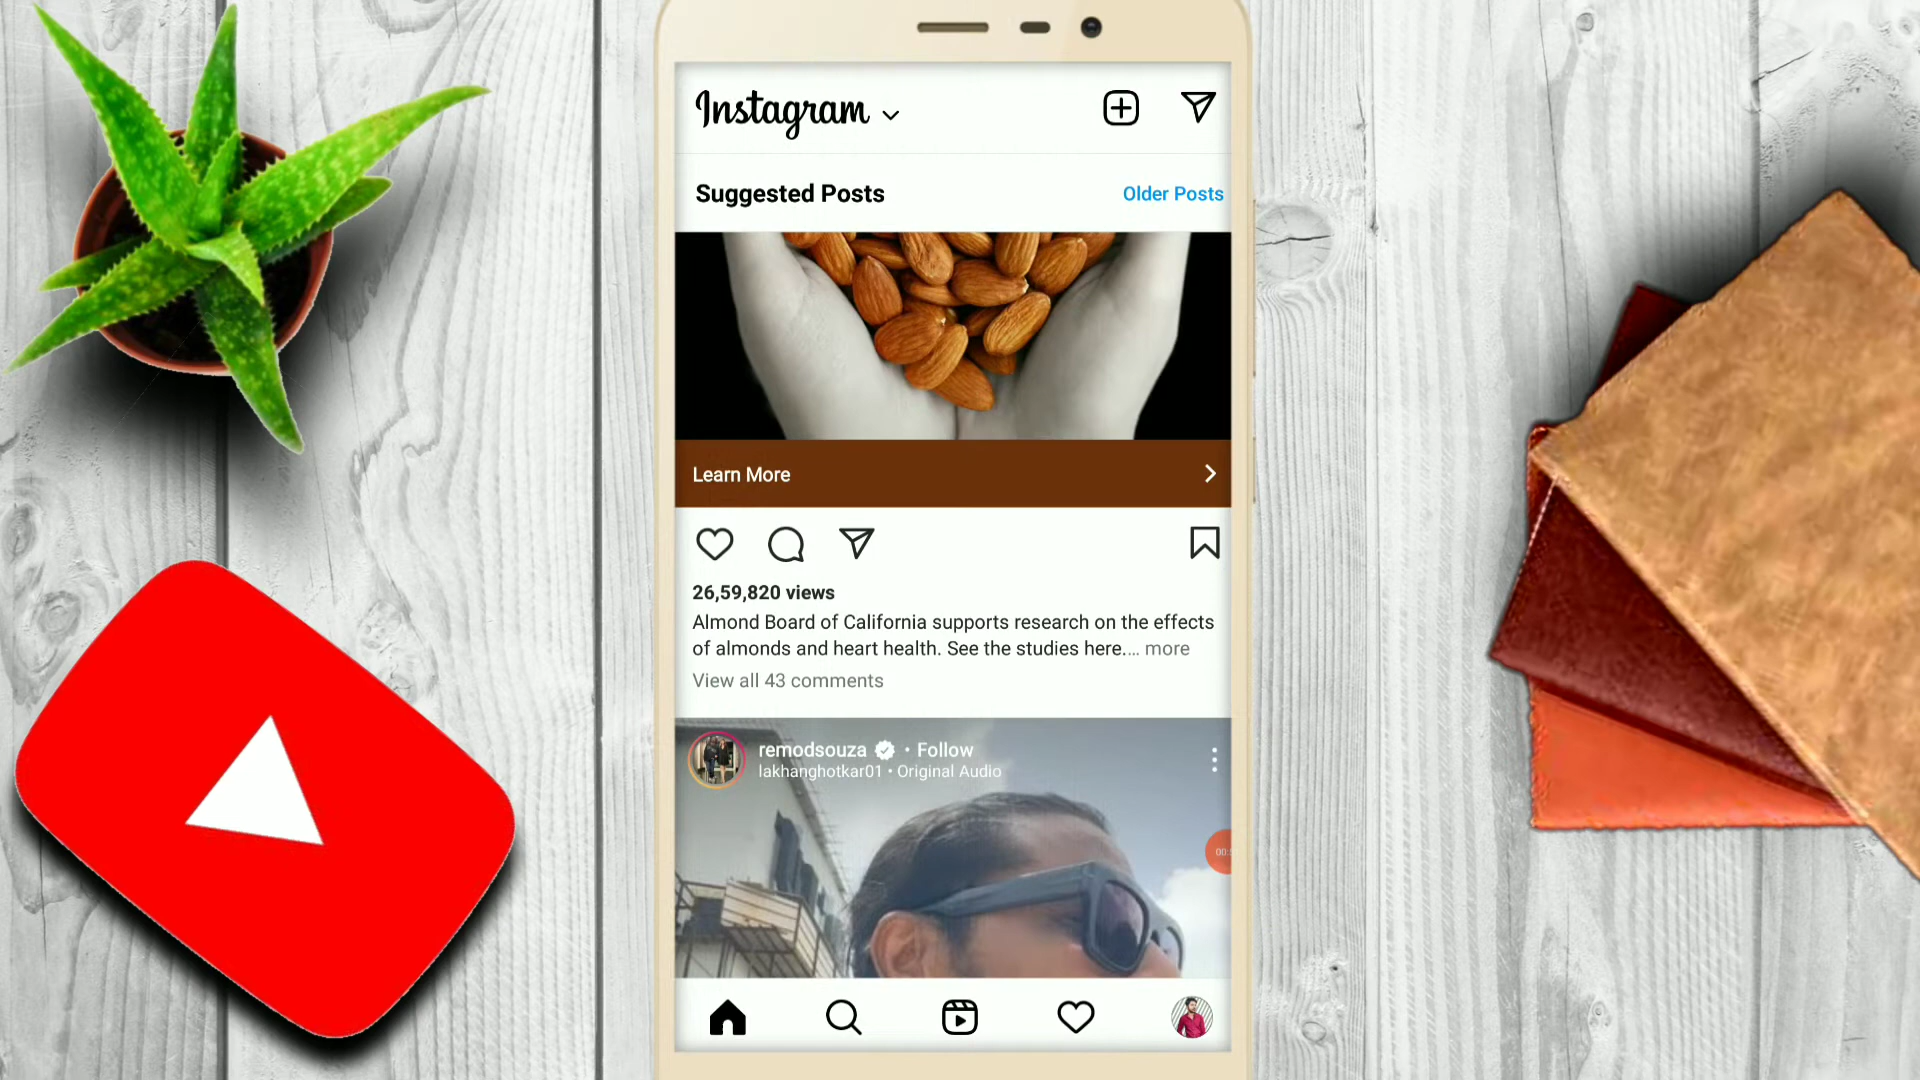 Instagram
Suggested Posts
Older Posts
Learn More
26,59,820 views
Almond Board of California supports research on the effects
of almonds and heart health. See the studies here.... more
View all 43 comments
remodsouza • Follow
lakhanghotkar01 • Original Audio